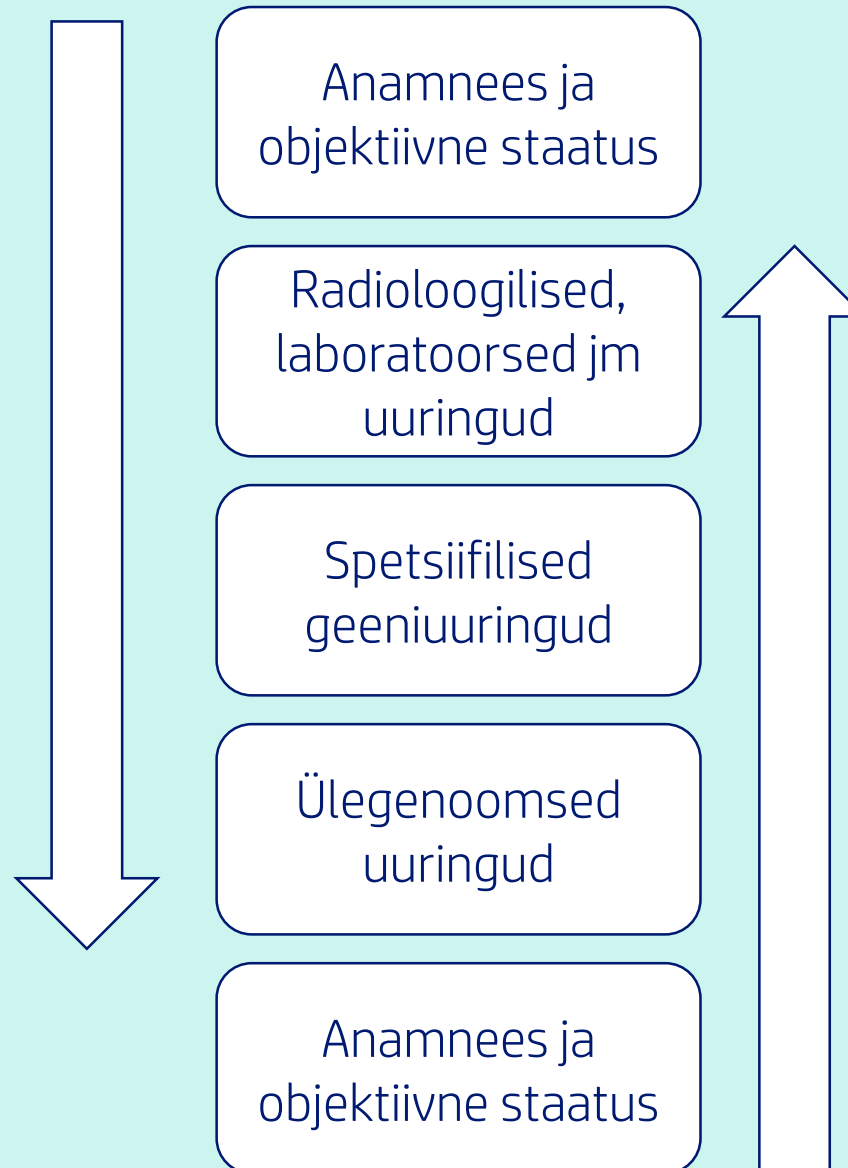 Anamnees ja
objektiivne staatus
Radioloogilised,
laboratoorsed jm
uuringud
Spetsiifilised
geeniuuringud
Ülegenoomsed
uuringud
Anamnees ja
objektiivne staatus